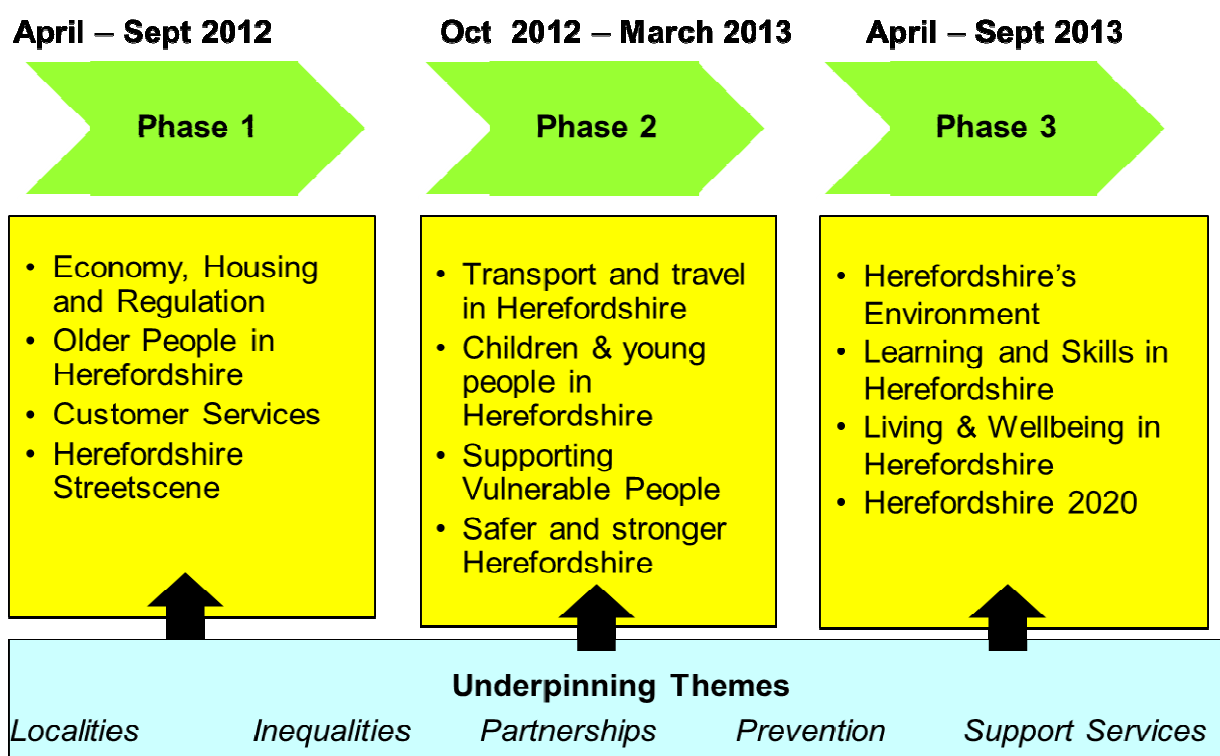 April – Sept 2012
Oct 2012 – March 2013
April – Sept 2013
Phase 1
Phase 2
Phase 3
• Economy, Housing
and Regulation
• Older People in
Herefordshire
• Customer Services
• Herefordshire
Streetscene
• Transport and travel
in Herefordshire
• Children & young
people in
Herefordshire
• Supporting
Vulnerable People
• Safer and stronger
Herefordshire
• Herefordshire’s
Environment
• Learning and Skills in
Herefordshire
• Living & Wellbeing in
Herefordshire
• Herefordshire 2020
Underpinning Themes
Localities Inequalities Partnerships Prevention Support Services